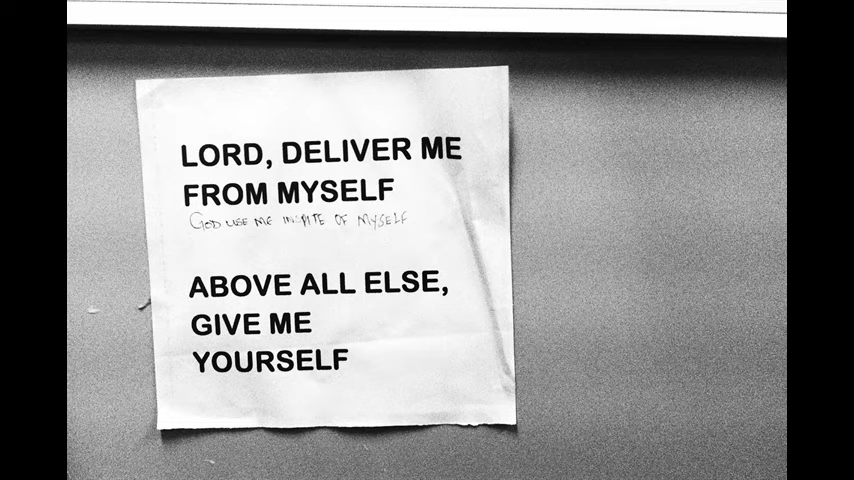 LORD, DELIVER ME
FROM MYSELF
GOD USE ME INSPITE OF MYSELF
ABOVE ALL ELSE,
GIVE ME
YOURSELF